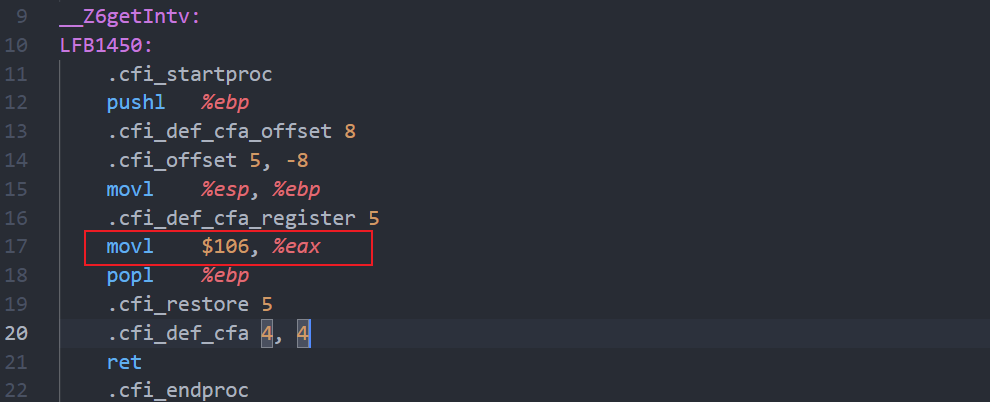 9 __Z6getIntv:
10 LFB1450:
11 .cfi_startproc
12 pushl %ebp
13 .cfi_def_cfa_offset 8
14 .cfi_offset 5, -8
15 movl %esp, %ebp
16 .cfi_def_cfa_register 5
17 movl $106, %eax
18 popl %ebp
19 .cfi_restore 5
20 .cfi_def_cfa 4, 4
21 ret
22 .cfi_endproc